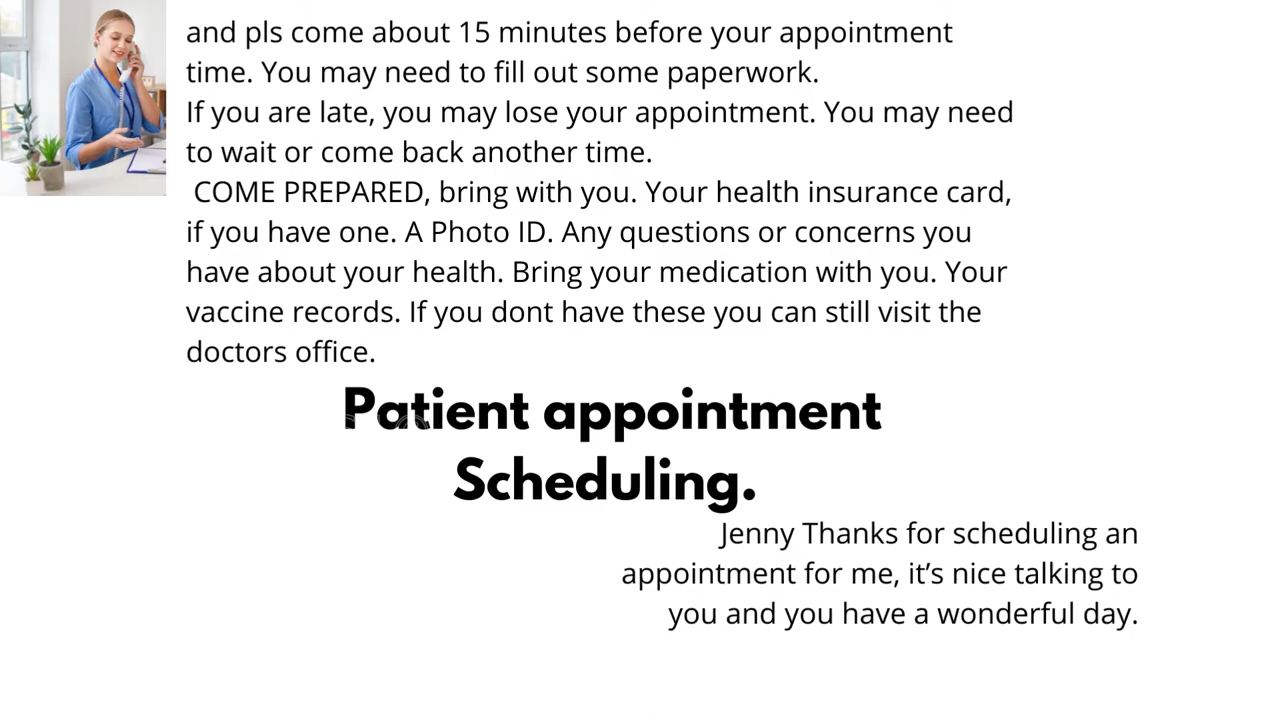 and pls come about 15 minutes before your appointment
time. You may need to fill out some paperwork.
If you are late, you may lose your appointment. You may need
to wait or come back another time.
COME PREPARED, bring with you. Your health insurance card,
if you have one. A Photo ID. Any questions or concerns you
have about your health. Bring your medication with you. Your
vaccine records. If you dont have these you can still visit the
doctors office.
Patient appointment
Scheduling.
Jenny Thanks for scheduling an
appointment for me, it’s nice talking to
you and you have a wonderful day.